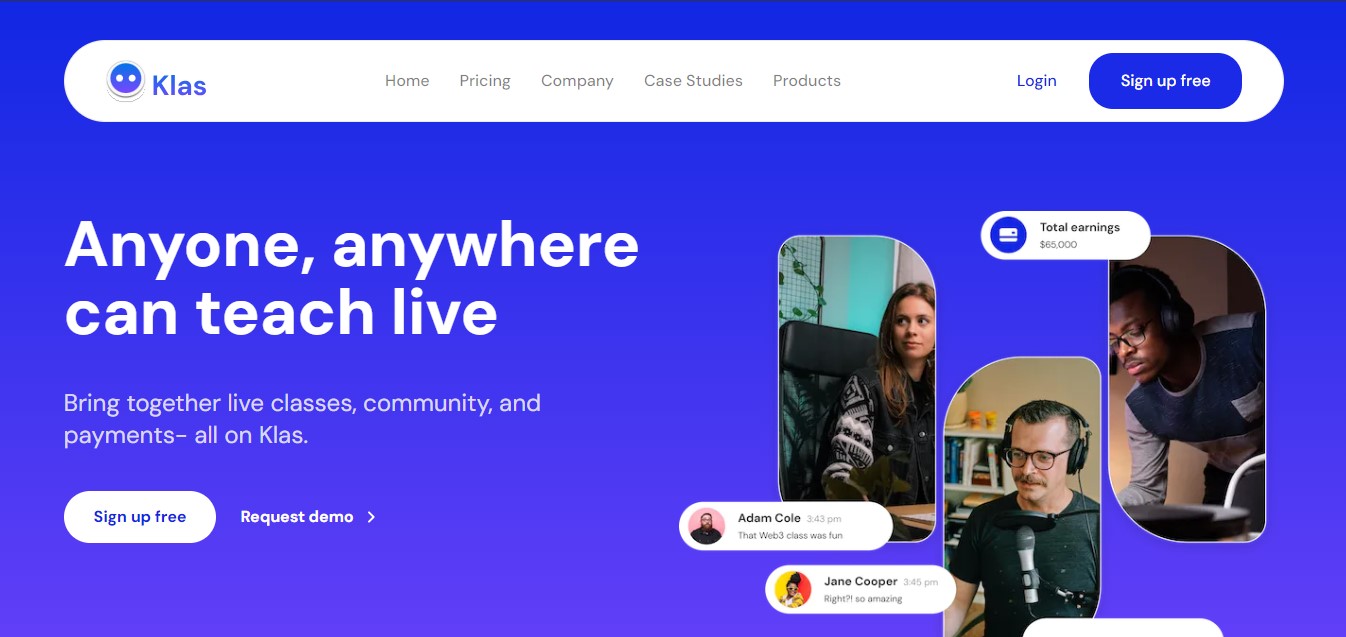 Klas
Home
Pricing
Company
Case Studies
Products
Login
Sign up free
Anyone, anywhere
can teach live
Bring together live classes, community, and
payments- all on Klas.
Sign up free
Request demo
Total earnings
$65,000
Adam Cole 3:43 pm
That Web3 class was fun
Jane Cooper 3:45 pm
Right?! so amazing